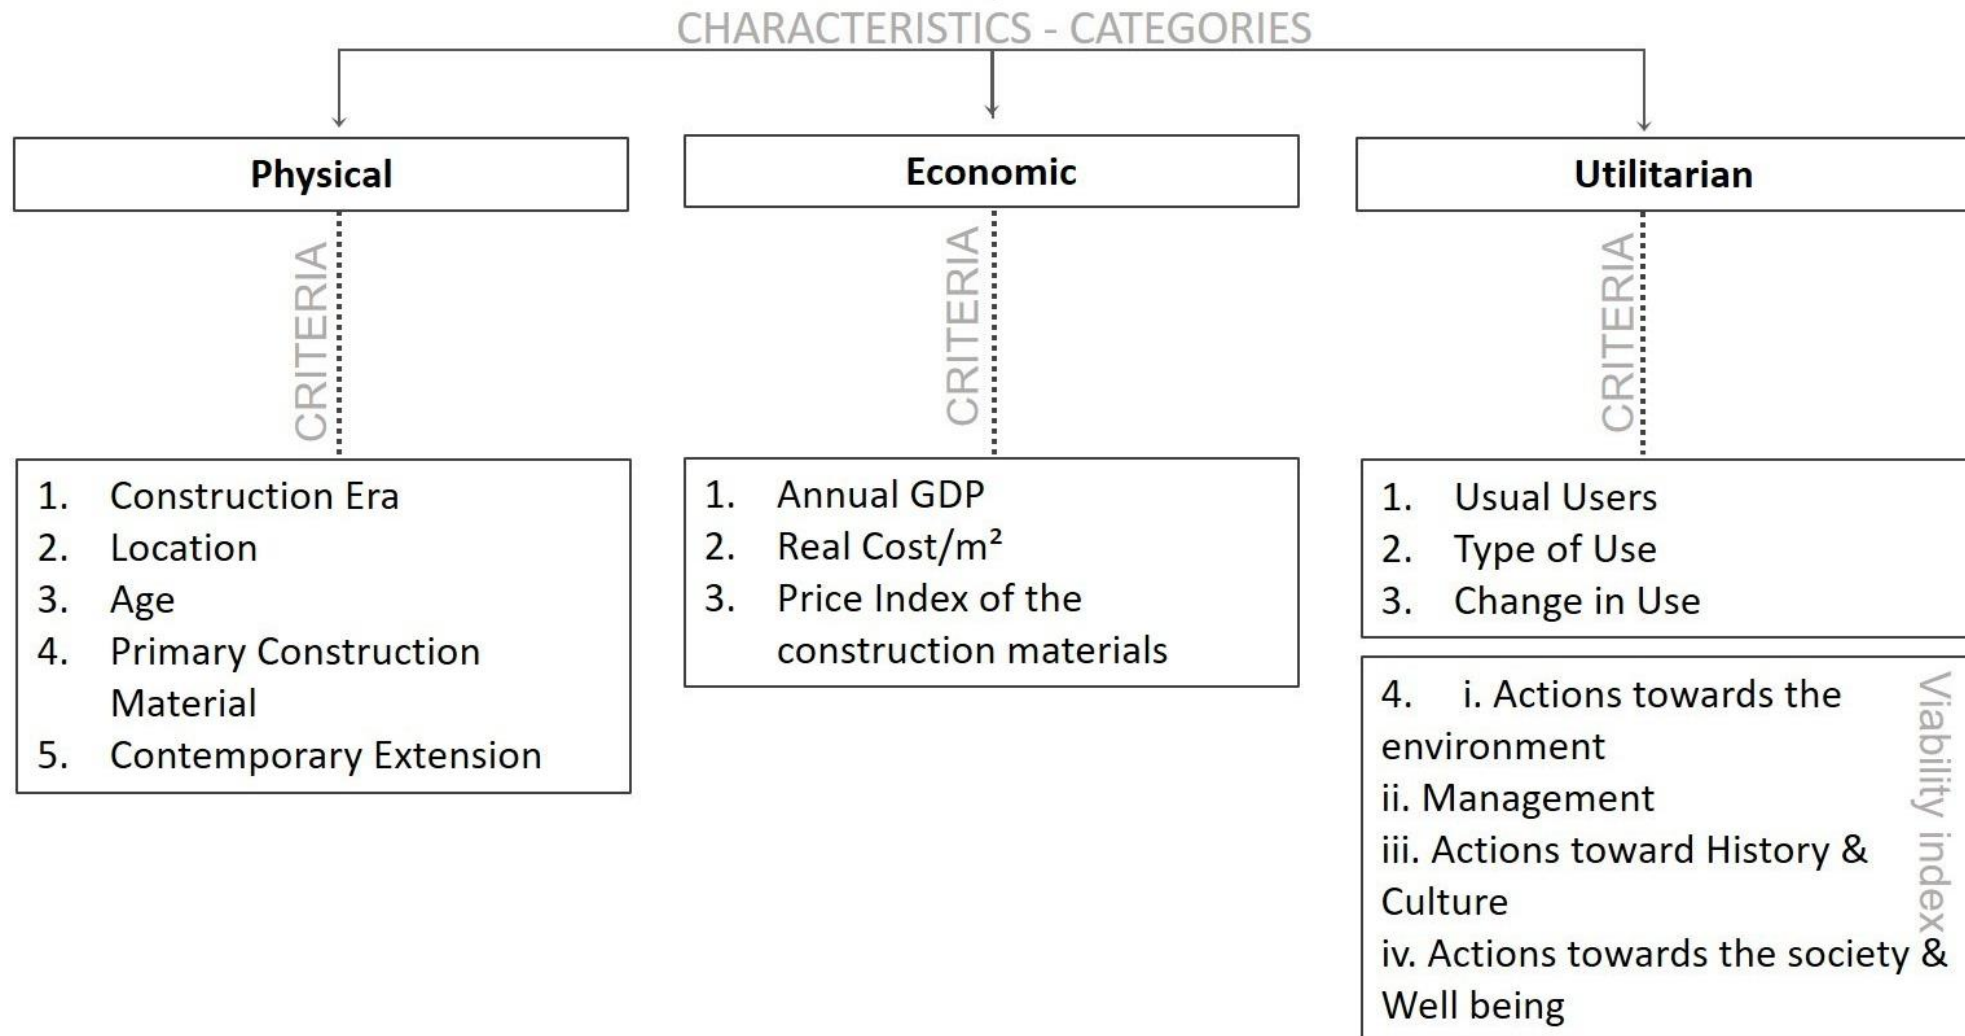 CHARACTERISTICS - CATEGORIES
Physical
CRITERIA
1. Construction Era
2. Location
3. Age
4. Primary Construction
Material
5. Contemporary Extension
Economic
CRITERIA
1. Annual GDP
2. Real Cost/m²
3. Price Index of the
construction materials
Utilitarian
CRITERIA
1. Usual Users
2. Type of Use
3. Change in Use
4. i. Actions towards the
environment
ii. Management
iii. Actions toward History &
Culture
iv. Actions towards the society &
Well being
Viability index